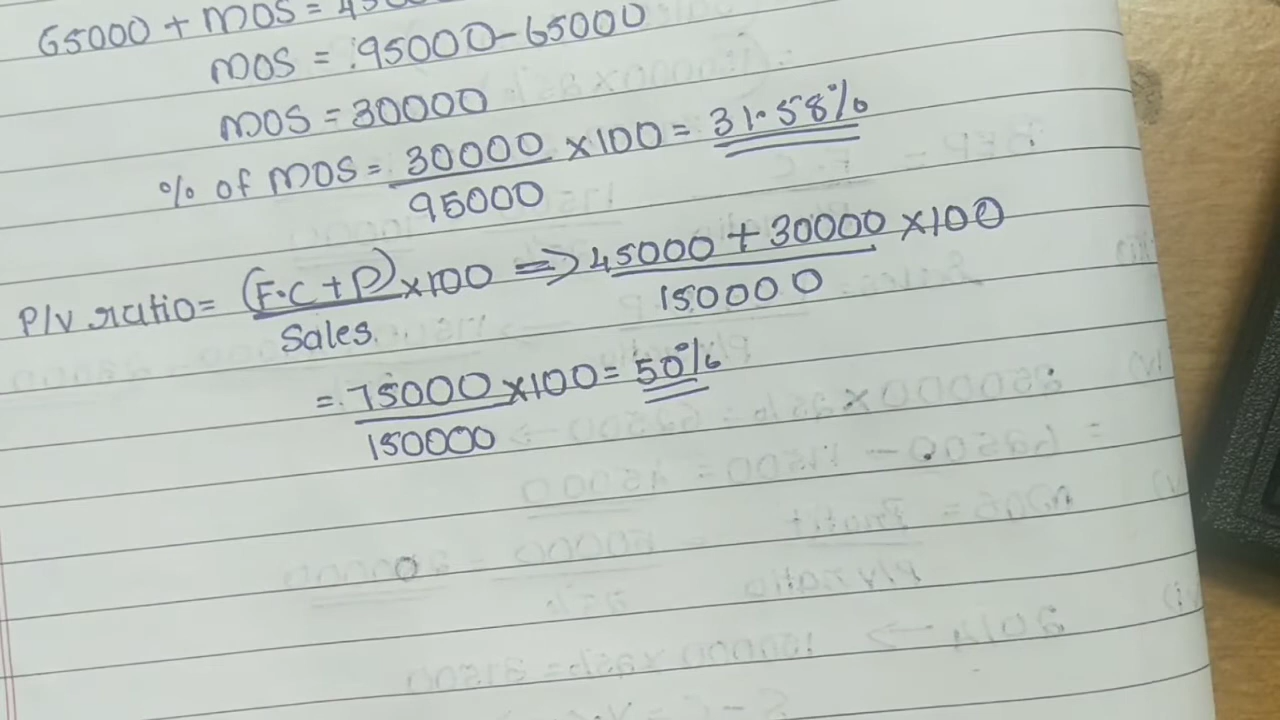 65000 + MOS =
MOS = 95000 - 65000
MOS = 30000
% of MOS = 30000/95000 × 100 = 31.58%
P/V ratio = (F.C + P)/Sales × 100 ⇒ 45000 + 30000/150000 × 100
= 75000/150000 × 100 = 50%